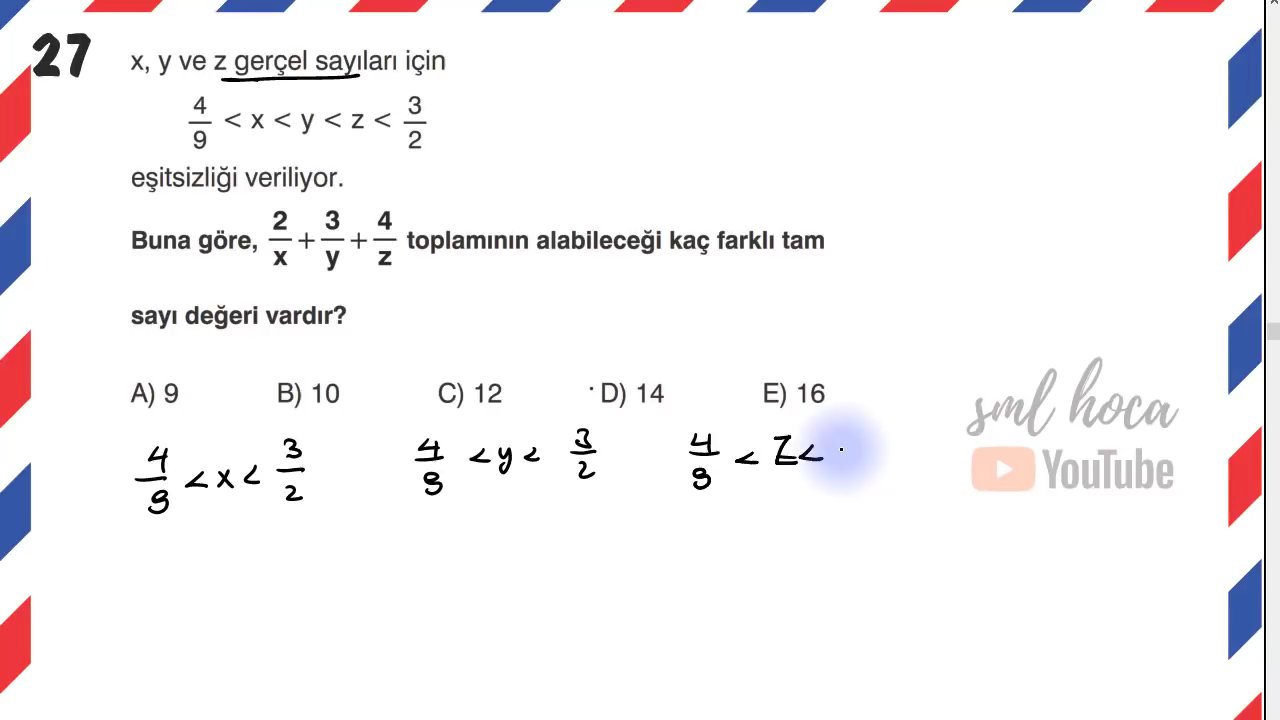 27
x, y ve z gerçel sayıları için
4/9 < x < y < z < 3/2
eşitsizliği veriliyor.
Buna göre, 2/x + 3/y + 4/z toplamının alabileceği kaç farklı tam
sayı değeri vardır?
A) 9 B) 10 C) 12 D) 14 E) 16
4/9 < x < 3/2 4/9 < y < 3/2 4/9 < z <
sml hoca
YouTube